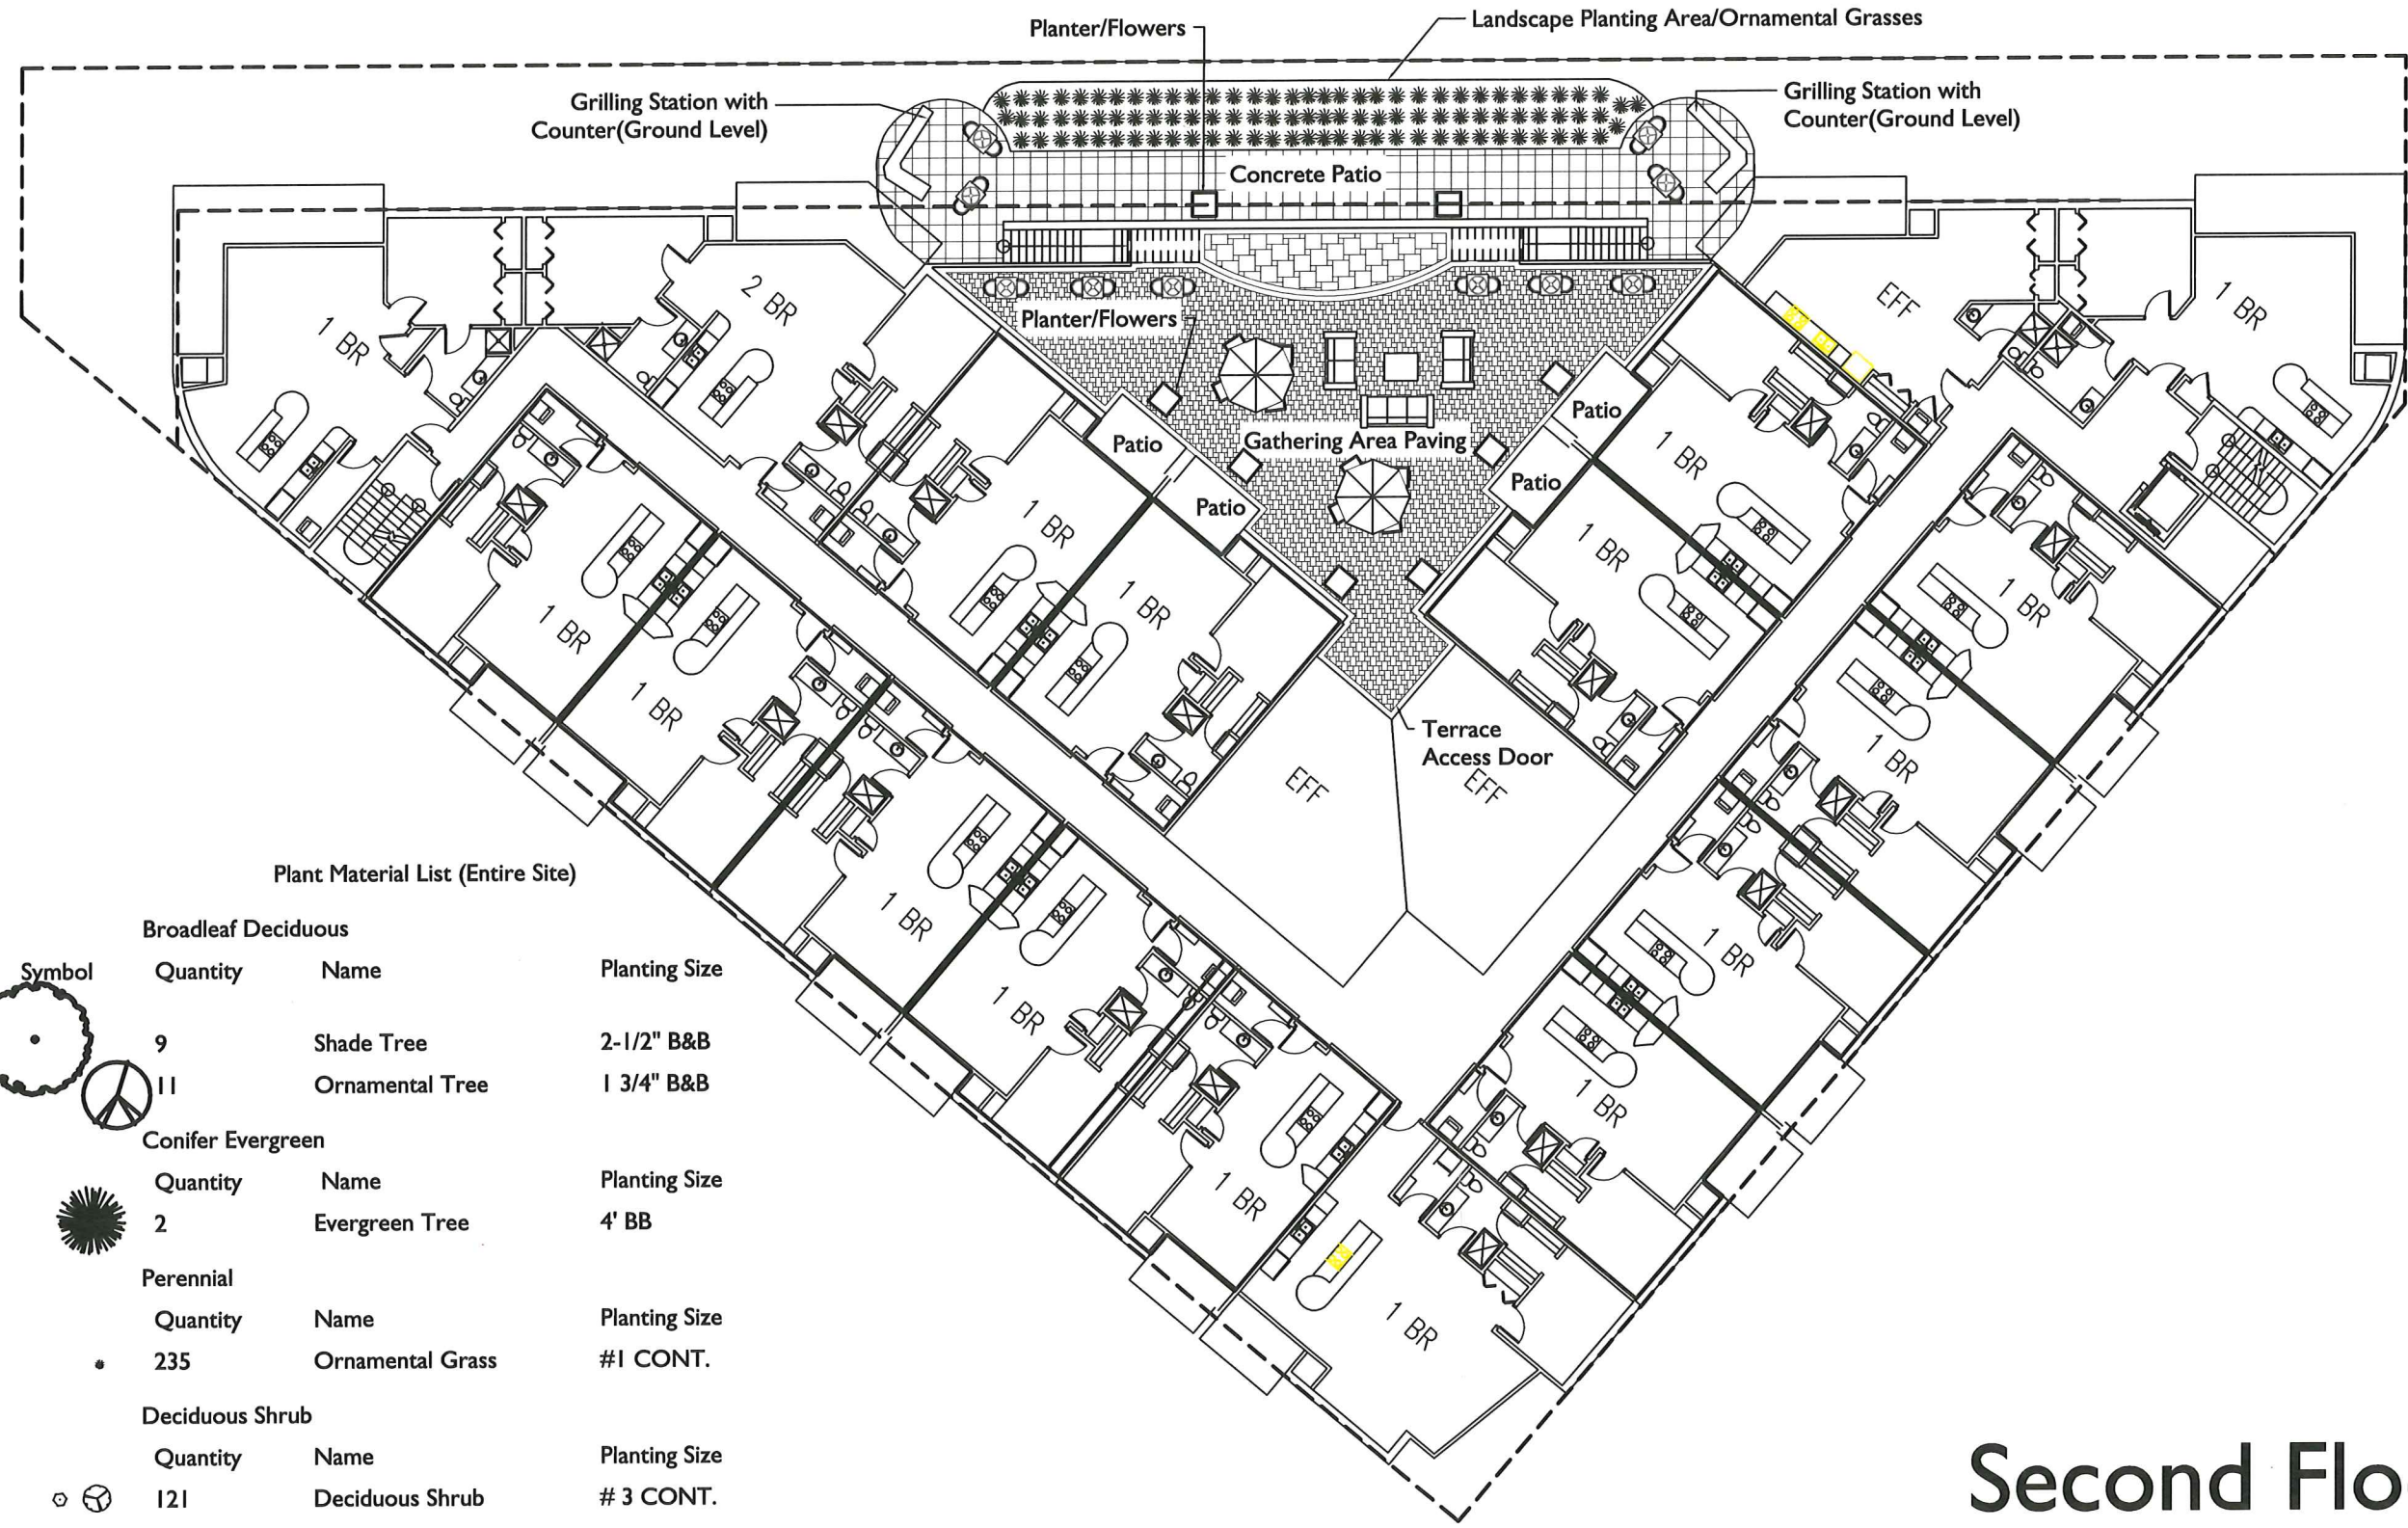 Planter/Flowers
Landscape Planting Area/Ornamental Grasses
Grilling Station with
Counter(Ground Level)
Grilling Station with
Counter(Ground Level)
Concrete Patio
2 BR
EFF
1 BR
1 BR
Planter/Flowers
Patio
Patio
Gathering Area Paving
1 BR
Patio
Patio
1 BR
1 BR
1 BR
1 BR
1 BR
1 BR
1 BR
Terrace
Access Door
EFF
EFF
1 BR
1 BR
1 BR
1 BR
1 BR
1 BR
1 BR
Plant Material List (Entire Site)
Broadleaf Deciduous
Symbol Quantity Name Planting Size
9 Shade Tree 2-1/2" B&B
11 Ornamental Tree 1 3/4" B&B
Conifer Evergreen
Quantity Name Planting Size
2 Evergreen Tree 4' BB
Perennial
Quantity Name Planting Size
235 Ornamental Grass #1 CONT.
Deciduous Shrub
Quantity Name Planting Size
121 Deciduous Shrub # 3 CONT.
Second Flo